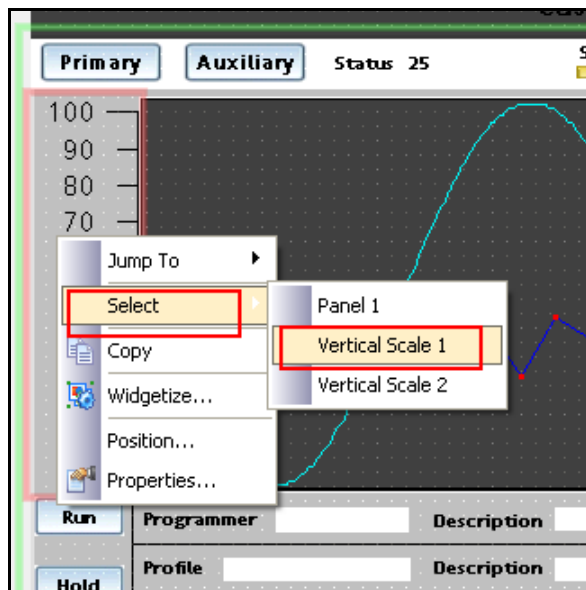 Primary Auxiliary Status 25
100
90
80
70
Jump To
Select
Copy
Widgetize...
Position...
Properties...
Panel 1
Vertical Scale 1
Vertical Scale 2
Run Programmer Description
Profile Description
Hold